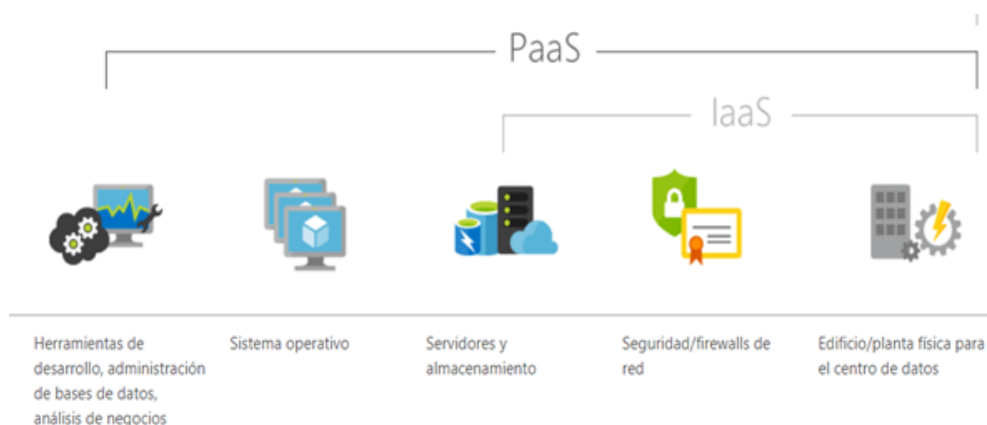 PaaS
IaaS
Herramientas de
desarrollo, administración
de bases de datos,
análisis de negocios
Sistema operativo
Servidores y
almacenamiento
Seguridad/firewalls de
red
Edificio/planta física para
el centro de datos